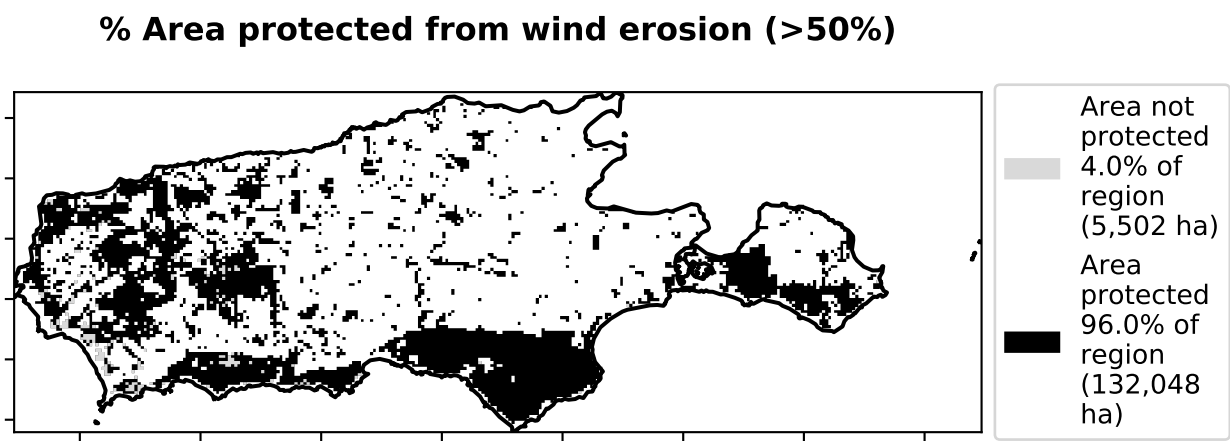 % Area protected from wind erosion (>50%)
Area not
protected
4.0% of
region
(5,502 ha)
Area
protected
96.0% of
region
(132,048
ha)